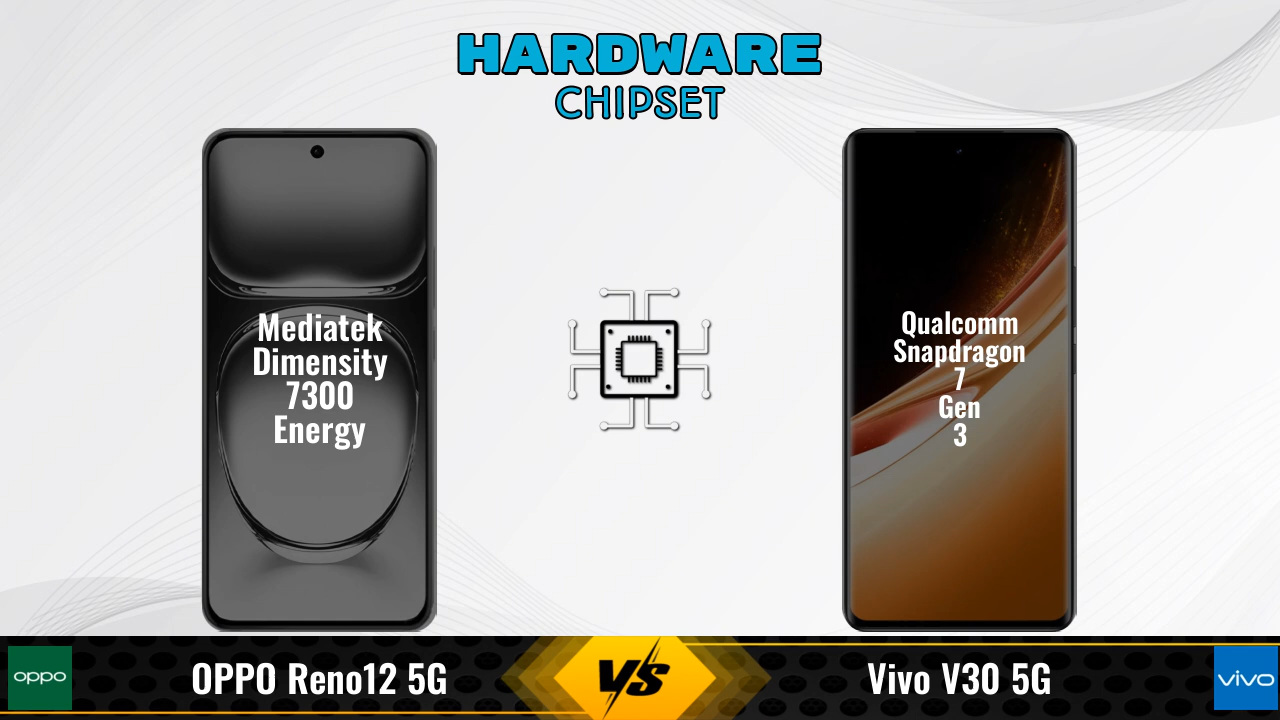 HARDWARE
CHIPSET
Mediatek
Dimensity
7300
Energy
Qualcomm
Snapdragon
7
Gen
3
oppo
OPPO Reno12 5G
VS
Vivo V30 5G
vivo